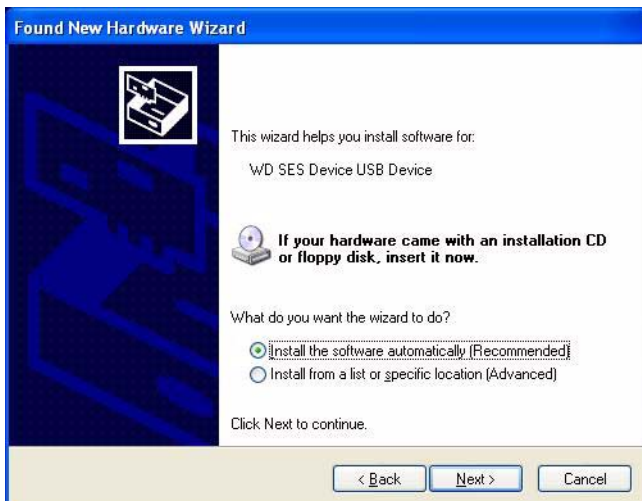 Found New Hardware Wizard
This wizard helps you install software for:
WD SES Device USB Device
If your hardware came with an installation CD
or floppy disk, insert it now.
What do you want the wizard to do?
Install the software automatically (Recommended)
Install from a list or specific location (Advanced)
Click Next to continue.
< Back
Next >
Cancel